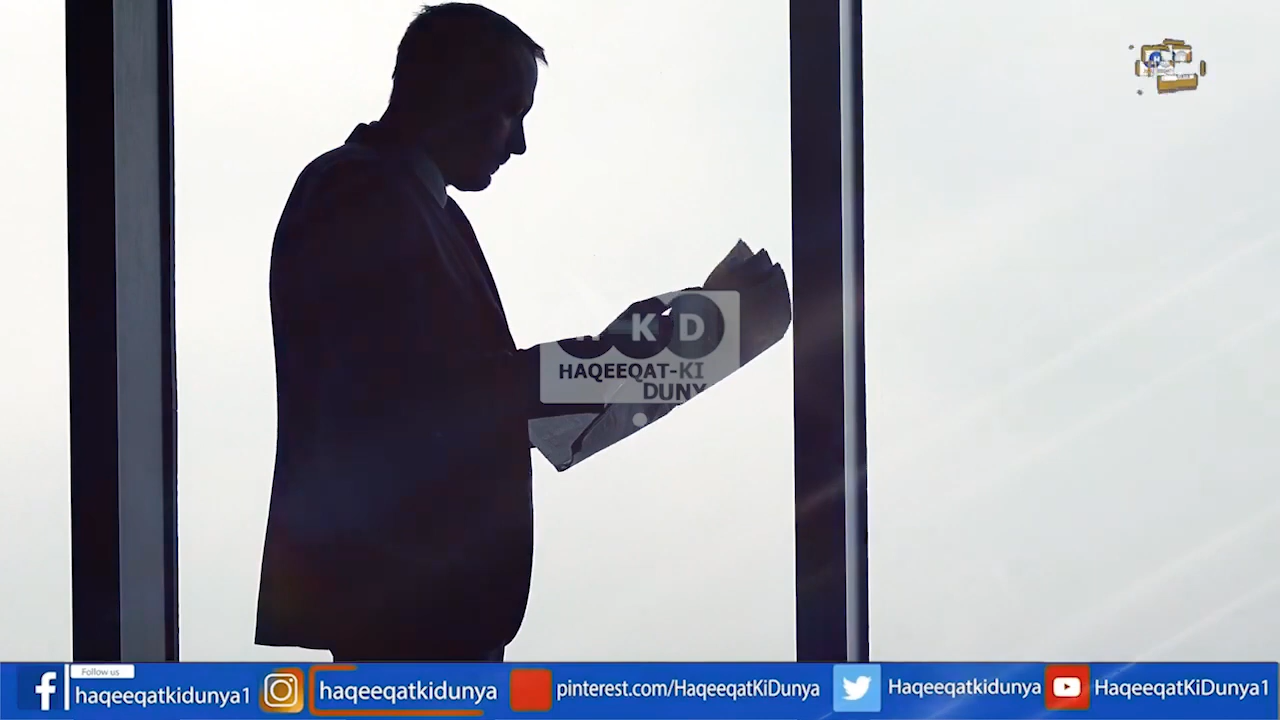 K D
HAQEEQAT-KI
DUNY
Follow us
haqeeqatkidunya1
haqeeqatkidunya
pinterest.com/HaqeeqatKiDunya
HaqeeqatKidunya
HaqeeqatKiDunya1